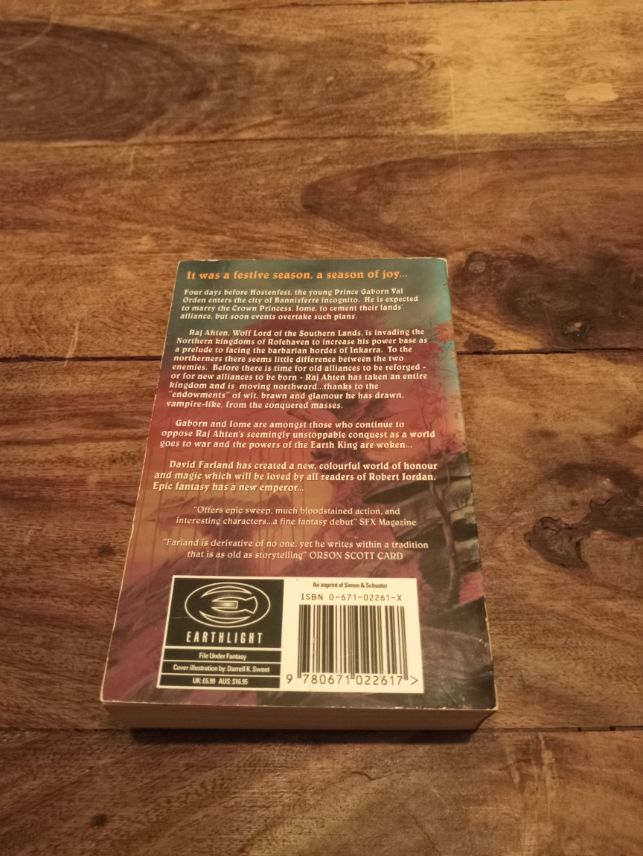 It was a festive season, a season of joy...
Four days before Hostenfest, the young Prince Gaborn Val
Orden enters the city of Bannisferre incognito. He is expected
to marry the Crown Princess, Iome, to cement their lands'
alliance, but soon events overtake such plans.
Raj Ahten, Wolf Lord of the Southern Lands, is invading the
Northern kingdoms of Rofehaven to increase his power base as
a prelude to facing the barbarian hordes of Inkarra. To the
northerners there seems little difference between the two
enemies. Before there is time for old alliances to be reforged -
or for new alliances to be born - Raj Ahten has taken an entire
kingdom and is moving northward...thanks to the
"endowments" of wit, brawn and glamour he has drawn,
vampire-like, from the conquered masses.
Gaborn and Iome are amongst those who continue to
oppose Raj Ahten's seemingly unstoppable conquest as a world
goes to war and the powers of the Earth King are woken...
David Farland has created a new, colourful world of honour
and magic which will be loved by all readers of Robert Jordan.
Epic fantasy has a new emperor...
"Offers epic sweep, much bloodstained action, and
interesting characters...a fine fantasy debut" SFX Magazine
"Farland is derivative of no one, yet he writes within a tradition
that is as old as storytelling" ORSON SCOTT CARD
EARTHLIGHT
File Under Fantasy
Cover illustration by: Darrell K. Sweet
UK: £6.99 AUS: $16.95
An imprint of Simon & Schuster
ISBN 0-671-02261-X
9 780671 022617 >